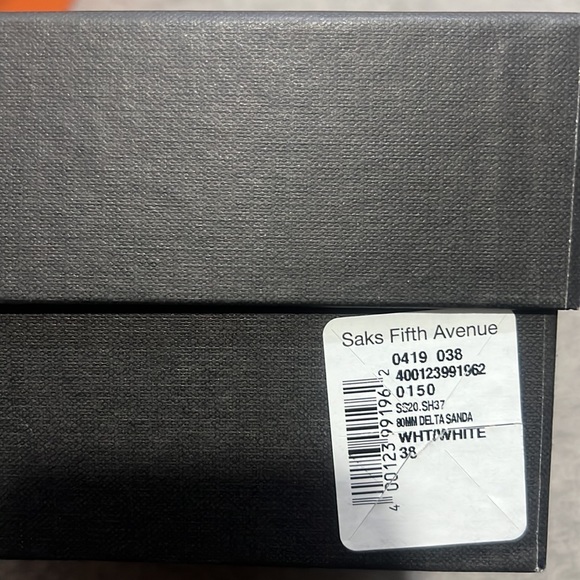 Saks Fifth Avenue
0419 038
400123991962
0150
SS20.SH37
80MM DELTA SANDA
WHT/WHITE
38
4 00123 99196 2